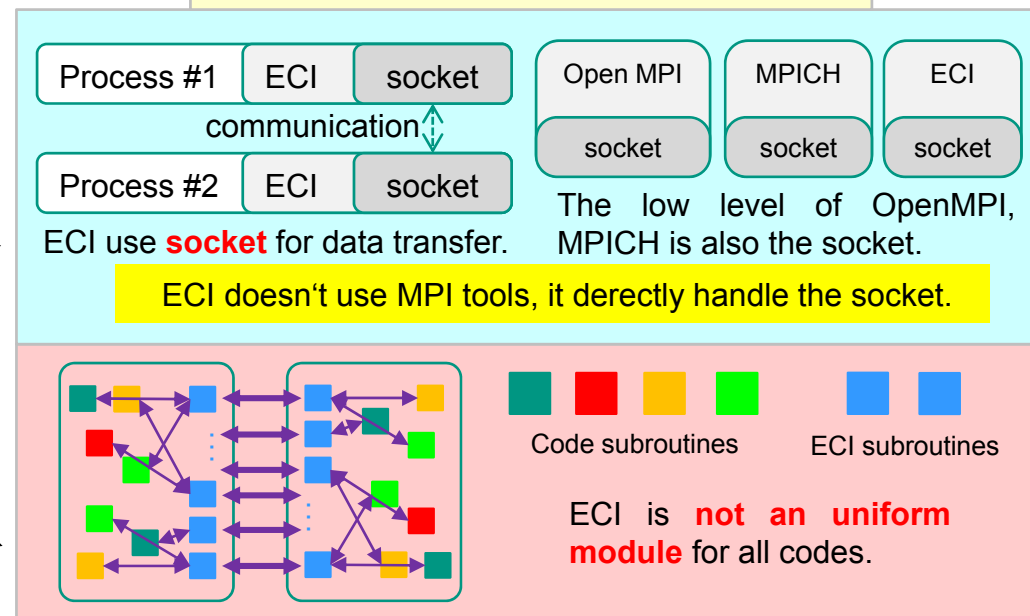 Process #1 ECI socket
communication
Process #2 ECI socket
ECI use socket for data transfer.
Open MPI MPICH ECI
socket socket socket
The low level of OpenMPI,
MPICH is also the socket.
ECI doesn‘t use MPI tools, it derectly handle the socket.
Code subroutines ECI subroutines
ECI is not an uniform
module for all codes.